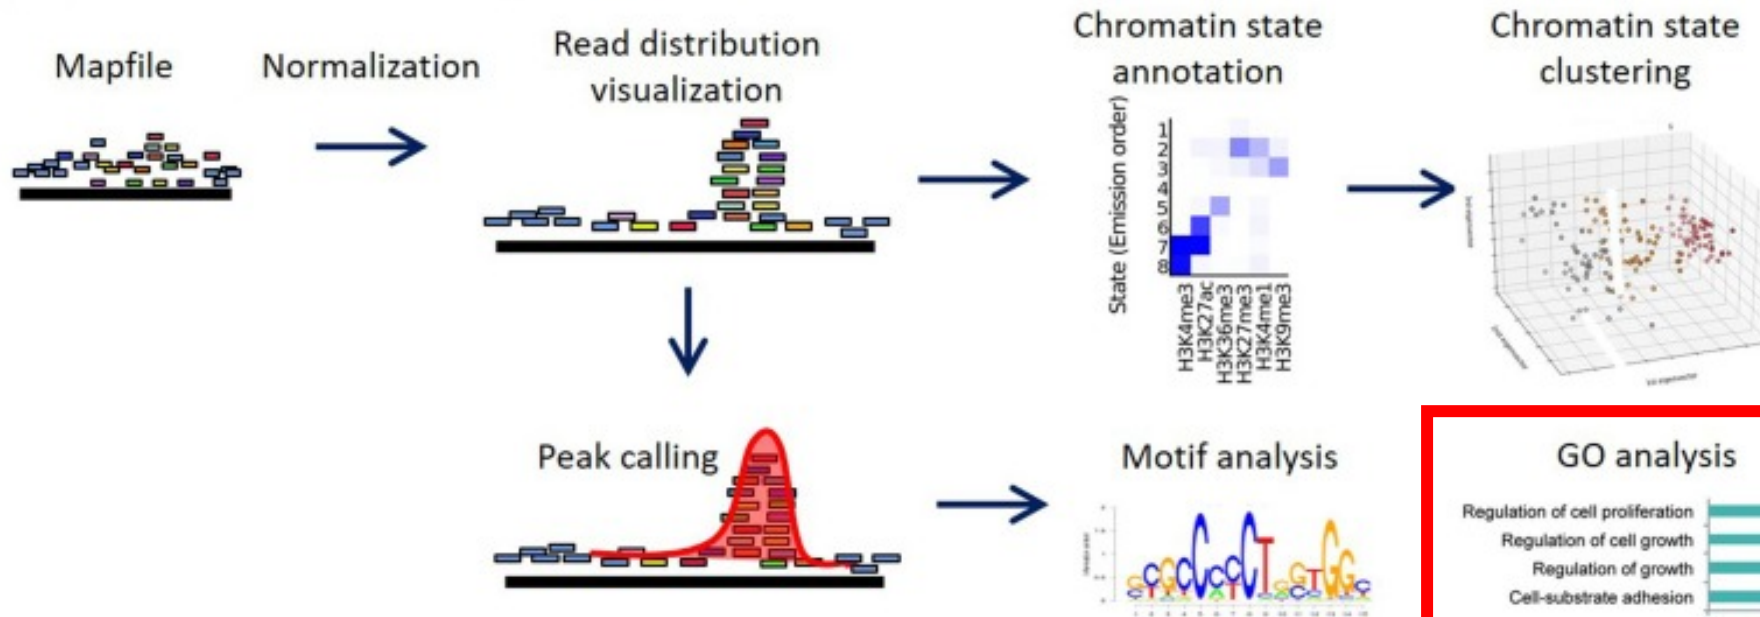 Mapfile
Normalization
Read distribution
visualization
Chromatin state
annotation
Chromatin state
clustering
State (Emission order)
1
2
3
4
5
6
7
8
H3K4me3
H3K27ac
H3K36me3
H3K27me3
H3K4me1
H3K9me3
Peak calling
Motif analysis
GO analysis
Regulation of cell proliferation
Regulation of cell growth
Regulation of growth
Cell-substrate adhesion